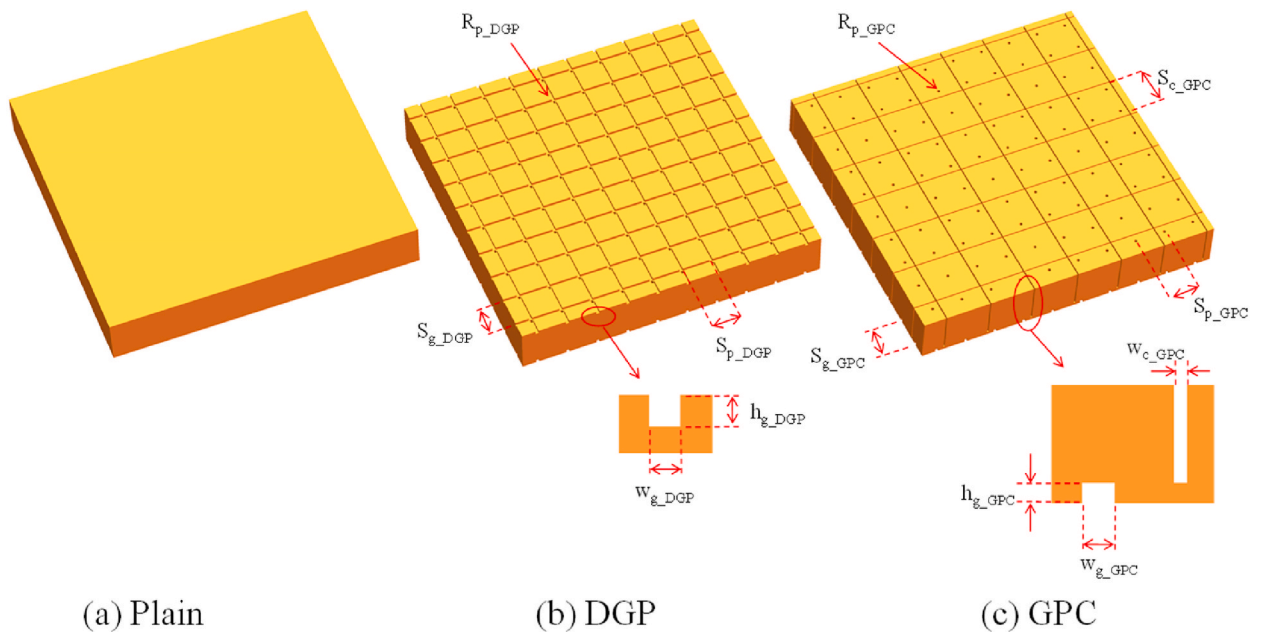 R_p_DGP
R_p_GPC
S_c_GPC
S_g_DGP
S_p_DGP
S_g_GPC
S_p_GPC
w_c_GPC
h_g_DGP
w_g_DGP
h_g_GPC
w_g_GPC
(a) Plain
(b) DGP
(c) GPC